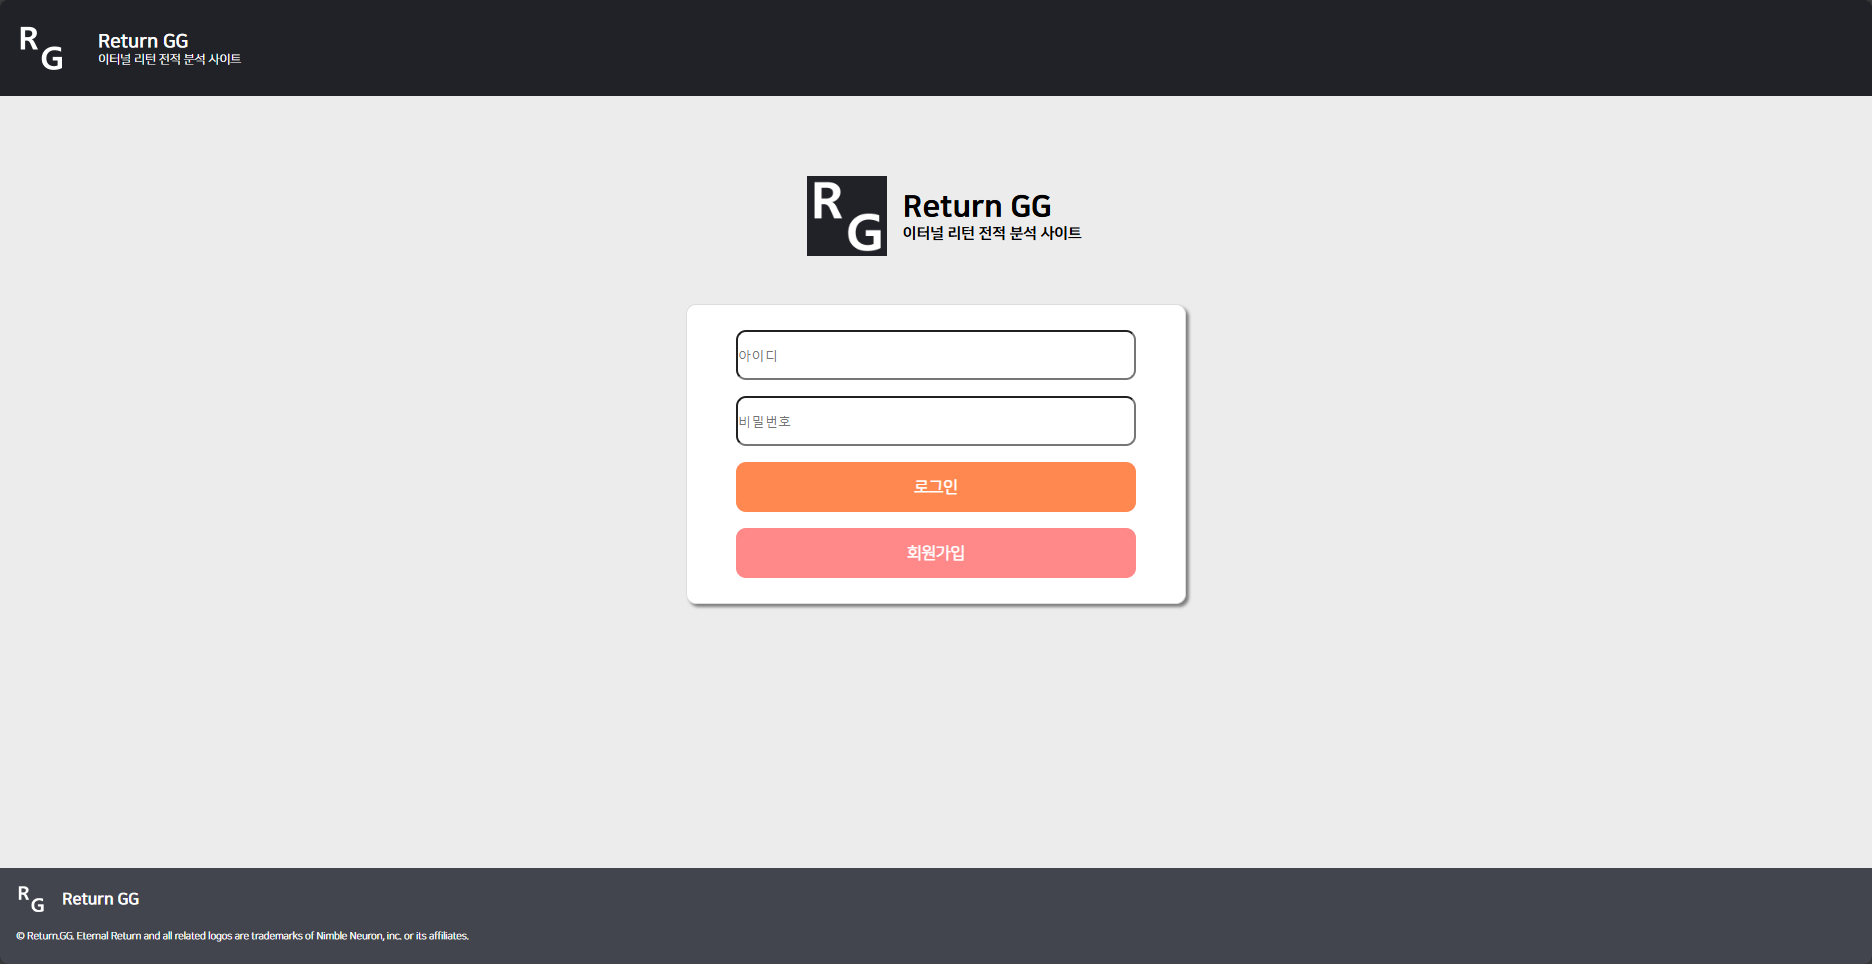 R
G
Return GG
이터널 리턴 전적 분석 사이트
R
G
Return GG
이터널 리턴 전적 분석 사이트
아이디
비밀번호
로그인
회원가입
R
G
Return GG
© Return.GG. Eternal Return and all related logos are trademarks of Nimble Neuron, inc. or its affiliates.